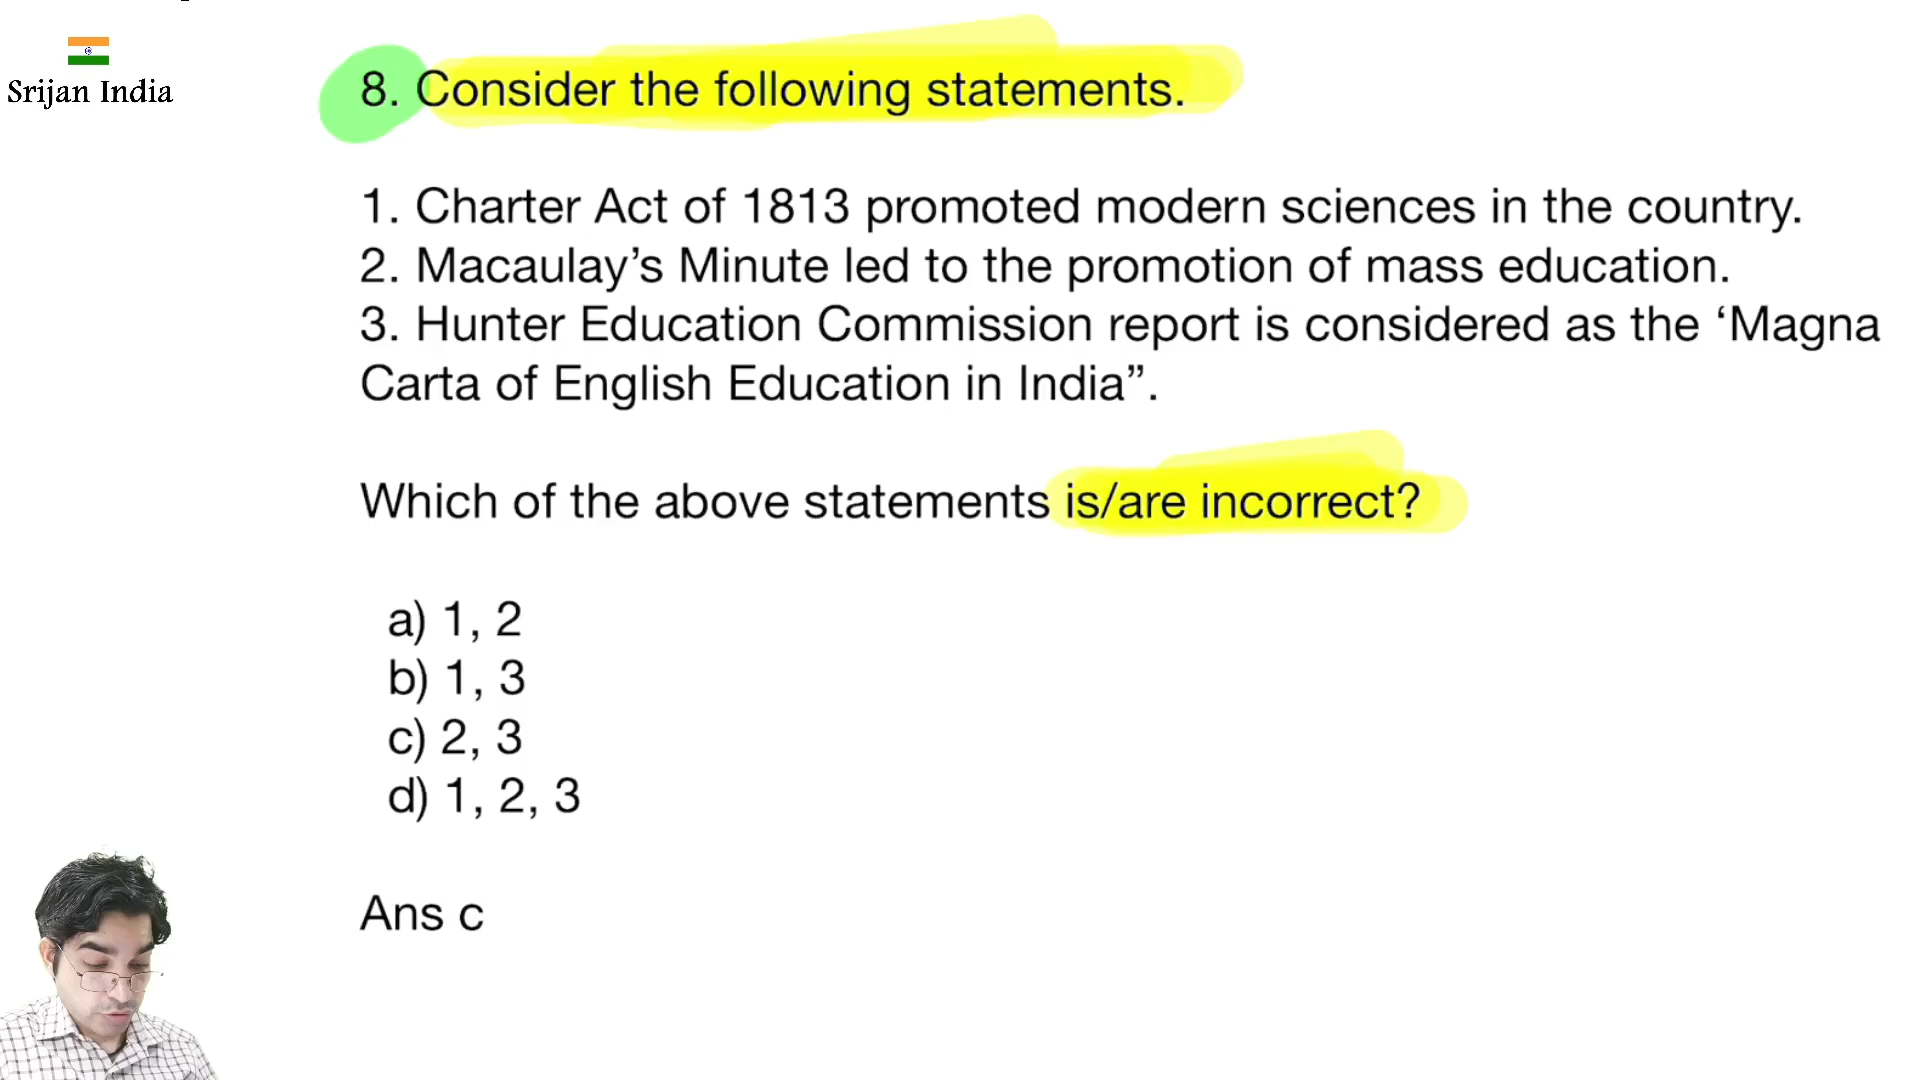 Srijan India
8. Consider the following statements.
1. Charter Act of 1813 promoted modern sciences in the country.
2. Macaulay’s Minute led to the promotion of mass education.
3. Hunter Education Commission report is considered as the ‘Magna
Carta of English Education in India”.
Which of the above statements is/are incorrect?
a) 1, 2
b) 1, 3
c) 2, 3
d) 1, 2, 3
Ans c